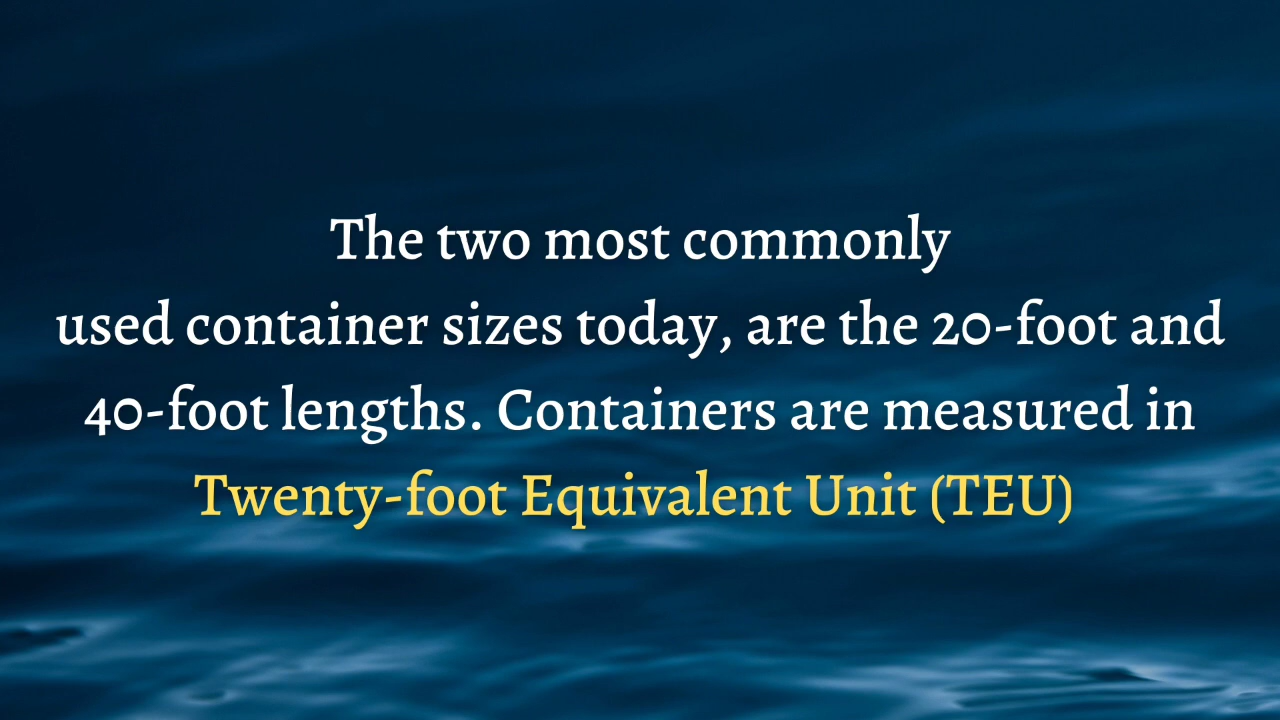 The two most commonly
used container sizes today, are the 20-foot and
40-foot lengths. Containers are measured in
Twenty-foot Equivalent Unit (TEU)